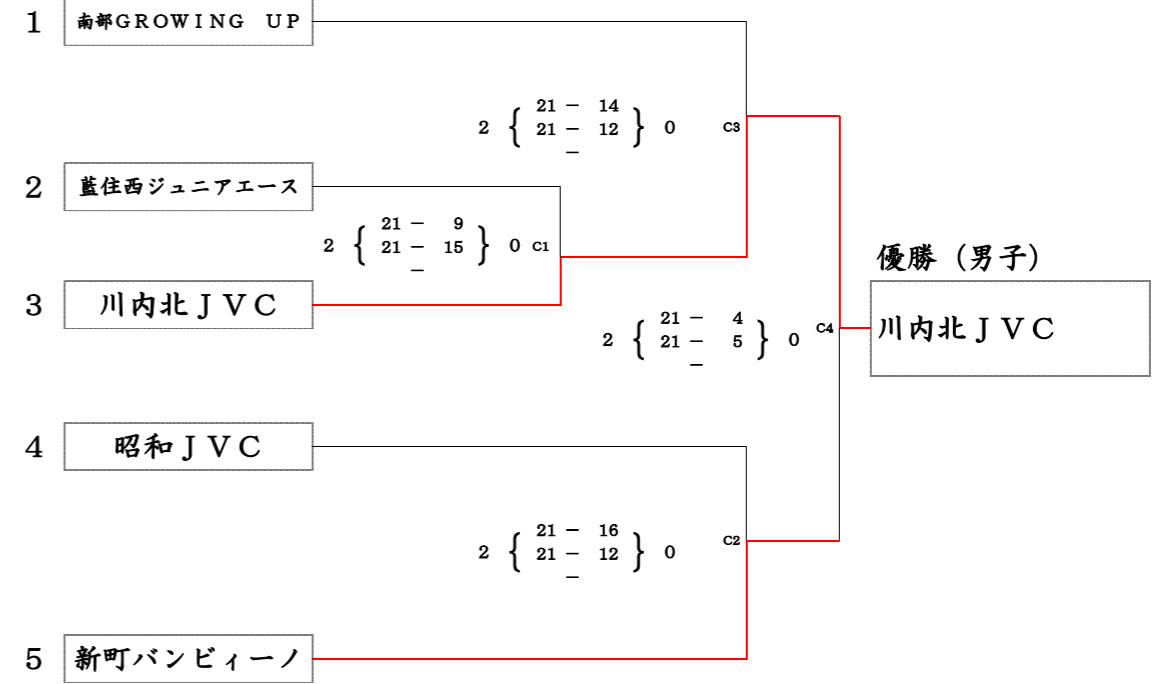 1 南部GROWING UP
21 － 14
2 { 21 － 12 } 0 C3
－
2 藍住西ジュニアエース
21 － 9
2 { 21 － 15 } 0 C1
－
優勝（男子）
3 川内北JVC
21 － 4
2 { 21 － 5 } 0 C4
－
川内北JVC
4 昭和JVC
21 － 16
2 { 21 － 12 } 0 C2
－
5 新町バンビィーノ